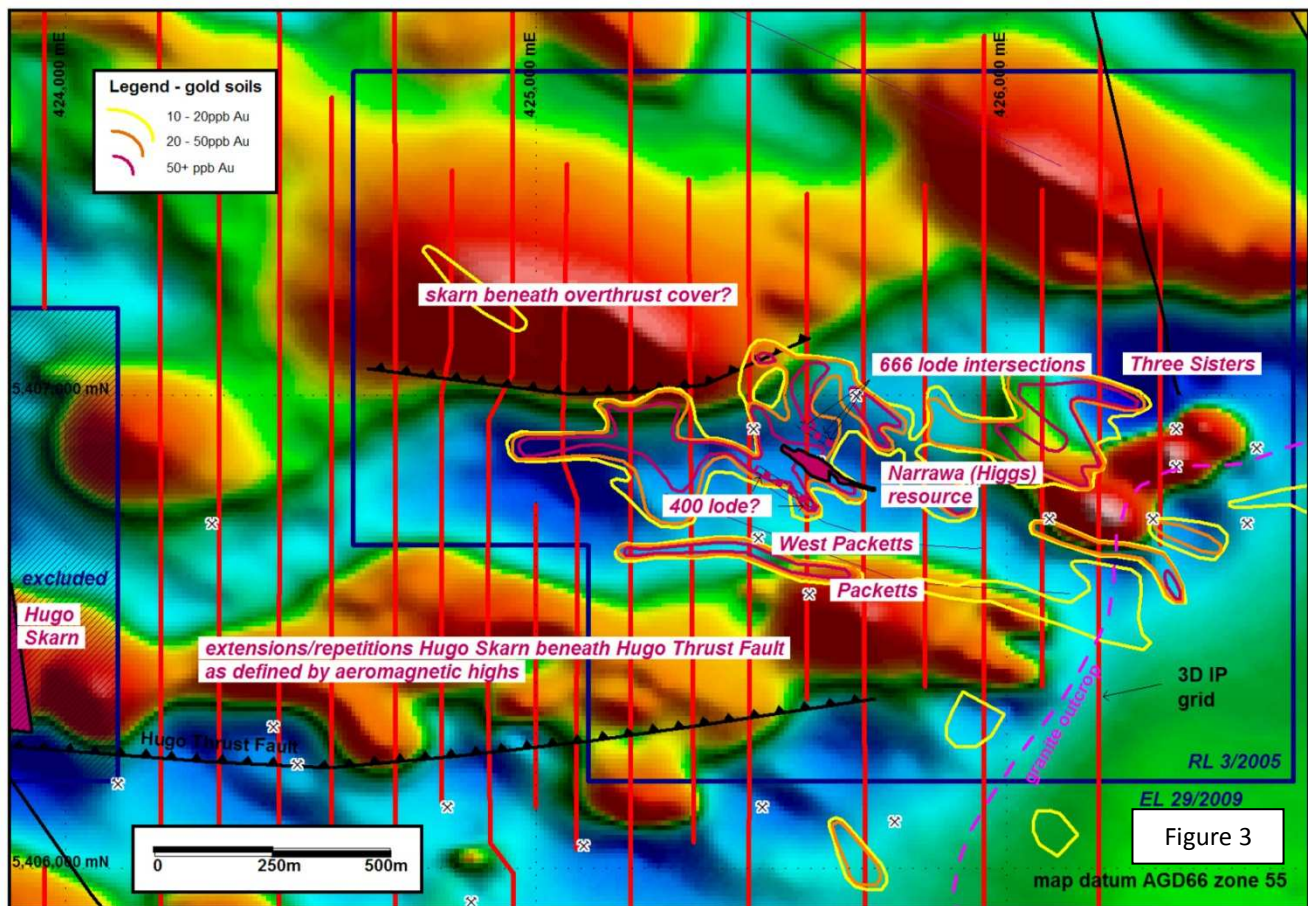 424,000 mE
425,000 mE
426,000 mE
Legend - gold soils
10 - 20ppb Au
20 - 50ppb Au
50+ ppb Au
skarn beneath overthrust cover?
5,407,000 mN
666 lode intersections
Three Sisters
Narrawa (Higgs)
resource
400 lode?
West Packetts
Packetts
excluded
Hugo
Skarn
extensions/repetitions Hugo Skarn beneath Hugo Thrust Fault
as defined by aeromagnetic highs
3D IP
grid
Hugo Thrust Fault
granite outcrop
RL 3/2005
EL 29/2009
Figure 3
0
250m
500m
5,406,000 mN
map datum AGD66 zone 55